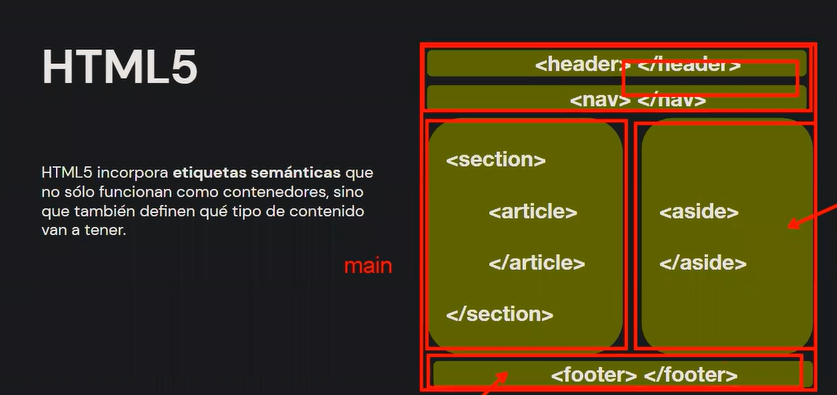 HTML5
HTML5 incorpora etiquetas semánticas que
no sólo funcionan como contenedores, sino
que también definen qué tipo de contenido
van a tener.
main
<header> </header>
<nav> </nav>
<section>
<article>
</article>
</section>
<aside>
</aside>
<footer> </footer>